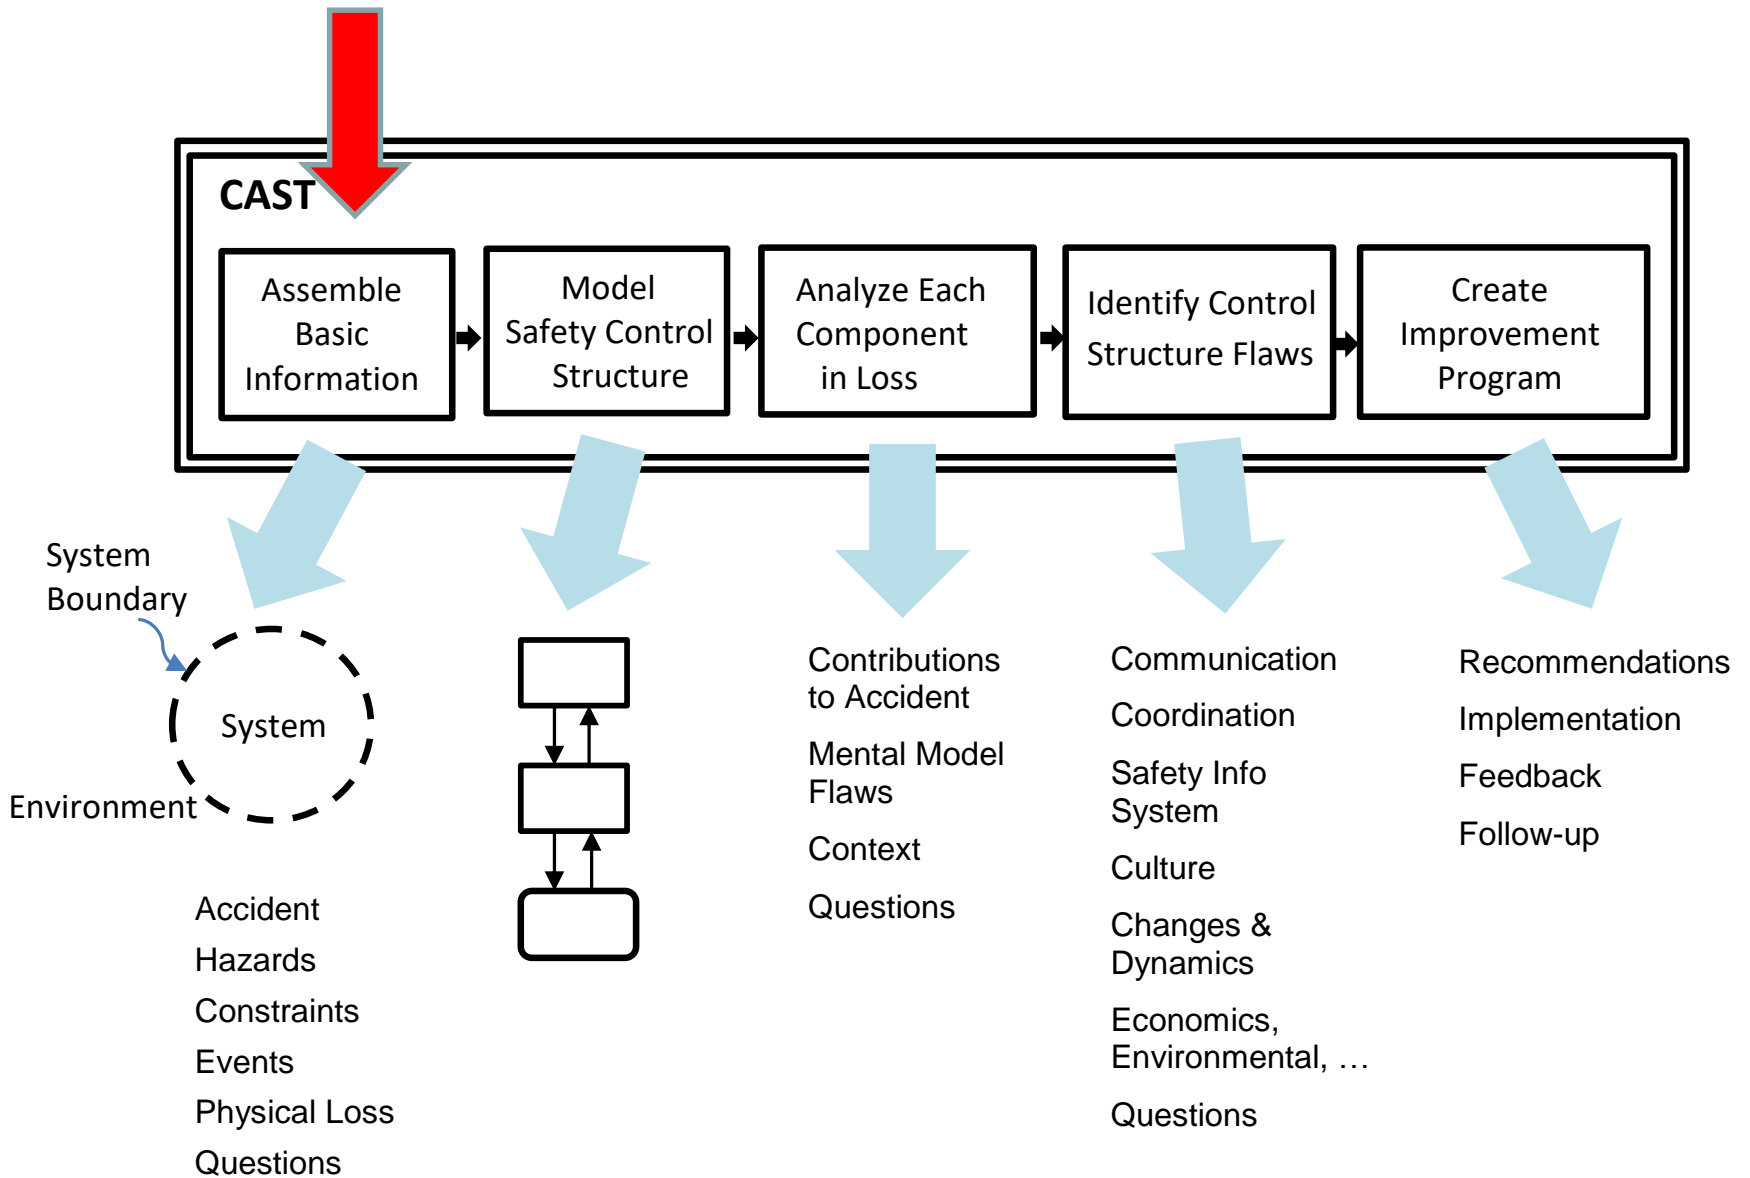 CAST
Assemble
Basic
Information
Model
Safety Control
Structure
Analyze Each
Component
in Loss
Identify Control
Structure Flaws
Create
Improvement
Program
System
Boundary
System
Environment
Accident
Hazards
Constraints
Events
Physical Loss
Questions
Contributions
to Accident
Mental Model
Flaws
Context
Questions
Communication
Coordination
Safety Info
System
Culture
Changes &
Dynamics
Economics,
Environmental, …
Questions
Recommendations
Implementation
Feedback
Follow-up